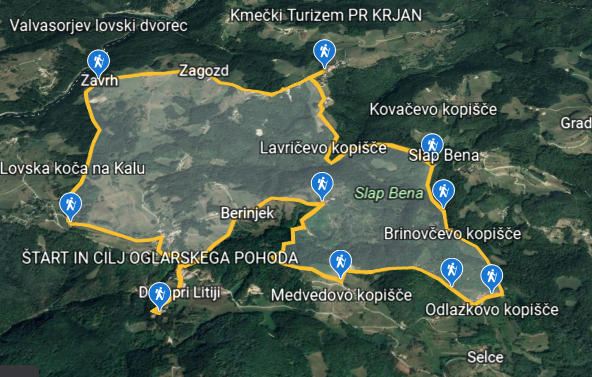 Valvasorjev lovski dvorec
Kmečki Turizem PR KRJAN
Zavrh
Zagozd
Kovačevo kopišče
Grad
Lavričevo kopišče
Slap Bena
Lovska koča na Kalu
Slap Bena
Berinjek
Brinovčevo kopišče
ŠTART IN CILJ OGLARSKEGA POHODA
pri Litiji
Medvedovo kopišče
Odlazkovo kopišče
Selce